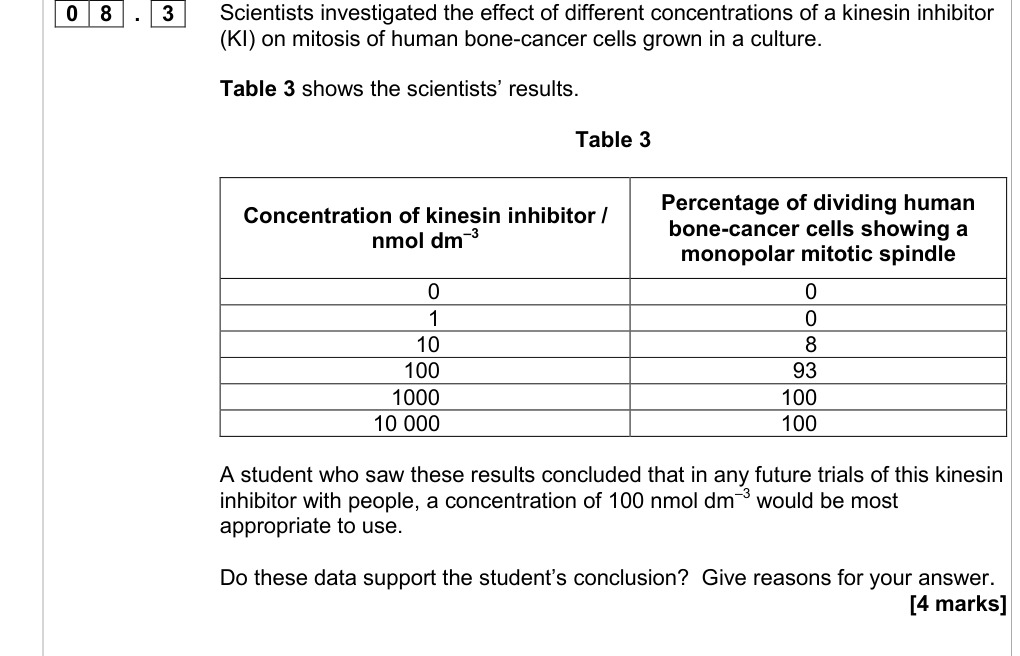 0 8 . 3 Scientists investigated the effect of different concentrations of a kinesin inhibitor
(KI) on mitosis of human bone-cancer cells grown in a culture.
Table 3 shows the scientists’ results.
Table 3
Concentration of kinesin inhibitor / nmol dm⁻³ Percentage of dividing human bone-cancer cells showing a monopolar mitotic spindle
0 0
1 0
10 8
100 93
1000 100
10 000 100
A student who saw these results concluded that in any future trials of this kinesin
inhibitor with people, a concentration of 100 nmol dm⁻³ would be most
appropriate to use.
Do these data support the student’s conclusion? Give reasons for your answer.
[4 marks]